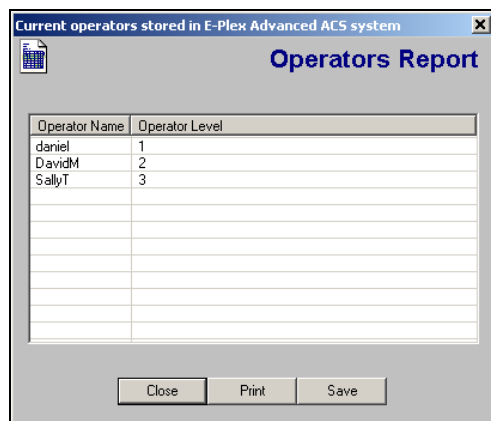 Current operators stored in E-Plex Advanced ACS system
Operators Report
Operator Name Operator Level
daniel 1
DavidM 2
SallyT 3
Close Print Save